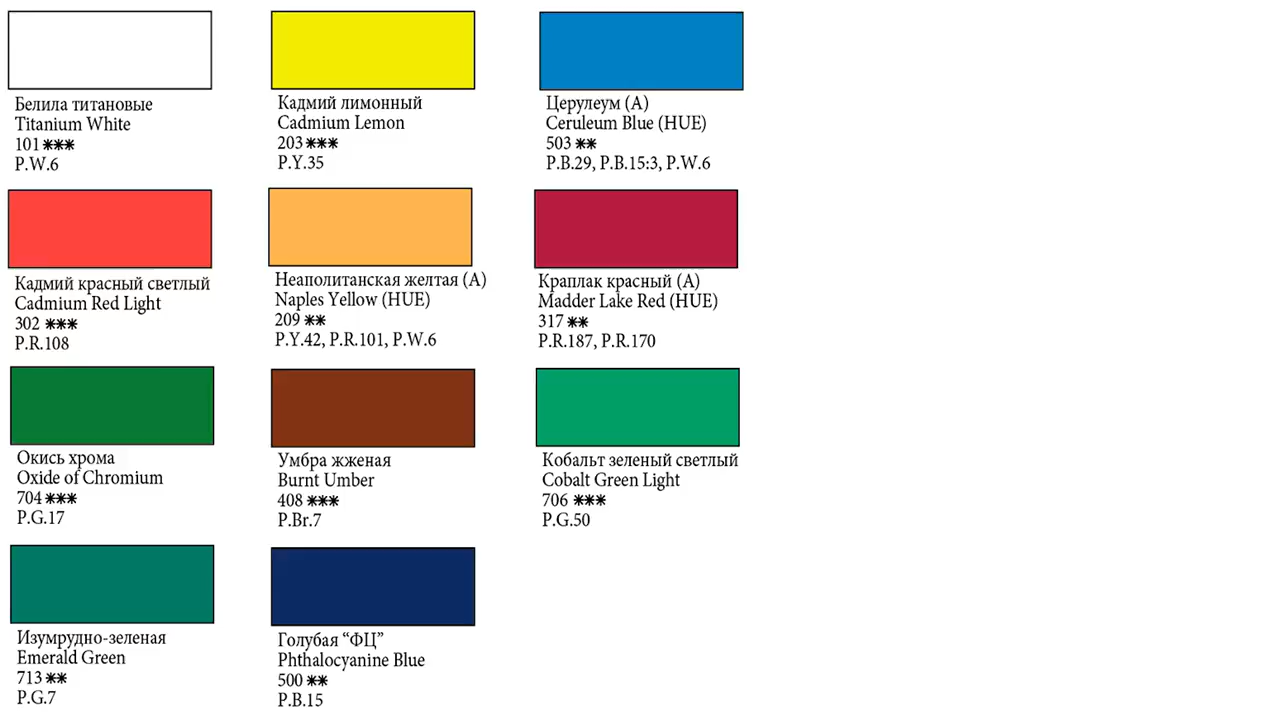 Белила титановые
Titanium White
101 ✱✱✱
P.W.6
Кадмий лимонный
Cadmium Lemon
203 ✱✱✱
P.Y.35
Церулеум (А)
Ceruleum Blue (HUE)
503 ✱✱
P.B.29, P.B.15:3, P.W.6
Кадмий красный светлый
Cadmium Red Light
302 ✱✱✱
P.R.108
Неаполитанская желтая (А)
Naples Yellow (HUE)
209 ✱✱
P.Y.42, P.R.101, P.W.6
Краплак красный (А)
Madder Lake Red (HUE)
317 ✱✱
P.R.187, P.R.170
Окись хрома
Oxide of Chromium
704 ✱✱✱
P.G.17
Умбра жженая
Burnt Umber
408 ✱✱✱
P.Br.7
Кобальт зеленый светлый
Cobalt Green Light
706 ✱✱✱
P.G.50
Изумрудно-зеленая
Emerald Green
713 ✱✱
P.G.7
Голубая “ФЦ”
Phthalocyanine Blue
500 ✱✱
P.B.15